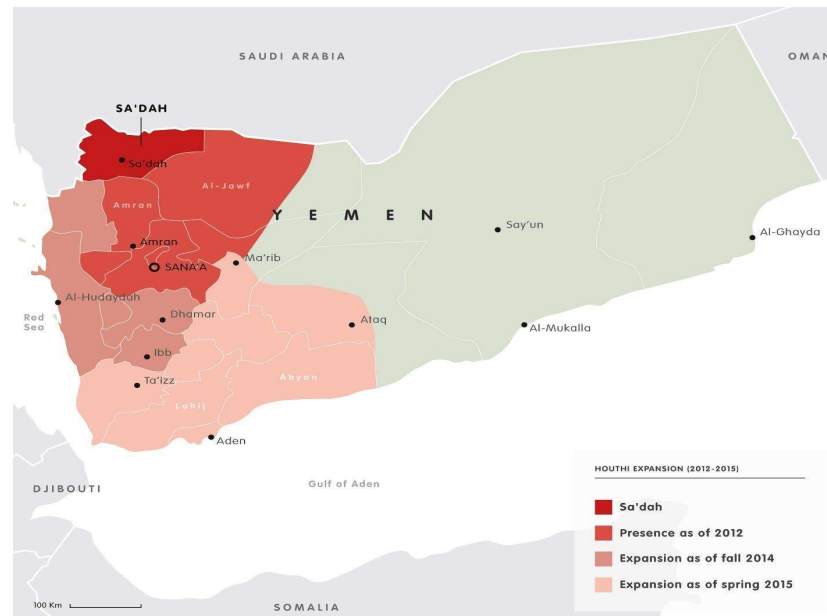 SAUDI ARABIA
OMAN
SA'DAH
Sa'dah
Al-Jawf
Amran
YEMEN
Amran
Say'un
Al-Ghayda
Ma'rib
SANA'A
Al-Hudaydah
Red
Sea
Dhamar
Ataq
Al-Mukalla
Ibb
Ta'izz
Abyan
Lahij
Aden
Gulf of Aden
DJIBOUTI
HOUTHI EXPANSION (2012-2015)
Sa'dah
Presence as of 2012
Expansion as of fall 2014
Expansion as of spring 2015
100 Km
SOMALIA